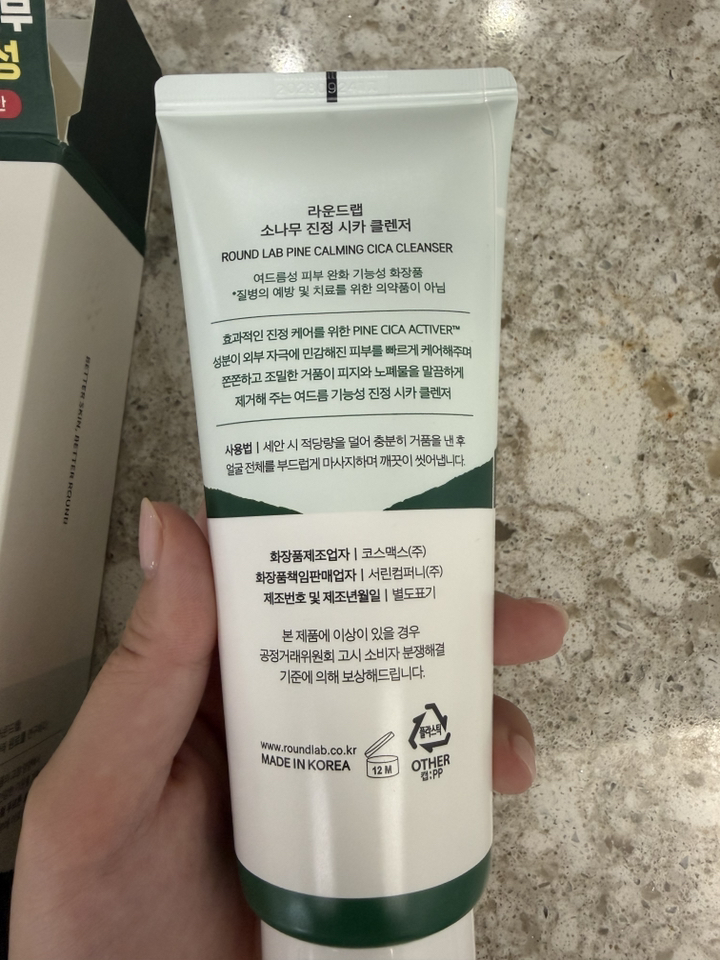 라운드랩
소나무 진정 시카 클렌저
ROUND LAB PINE CALMING CICA CLEANSER
여드름성 피부 완화 기능성 화장품
*질병의 예방 및 치료를 위한 의약품이 아님
효과적인 진정 케어를 위한 PINE CICA ACTIVER™
성분이 외부 자극에 민감해진 피부를 빠르게 케어해주며
쫀쫀하고 조밀한 거품이 피지와 노폐물을 말끔하게
제거해 주는 여드름 기능성 진정 시카 클렌저
사용법 | 세안 시 적당량을 덜어 충분히 거품을 낸 후
얼굴 전체를 부드럽게 마사지하며 깨끗이 씻어냅니다.
화장품제조업자 | 코스맥스(주)
화장품책임판매업자 | 서린컴퍼니(주)
제조번호 및 제조년월일 | 별도표기
본 제품에 이상이 있을 경우
공정거래위원회 고시 소비자 분쟁해결
기준에 의해 보상해드립니다.
www.roundlab.co.kr
MADE IN KOREA
12 M
플라스틱
OTHER
캡:PP
BETTER SKIN, BETTER ROUND
무
정